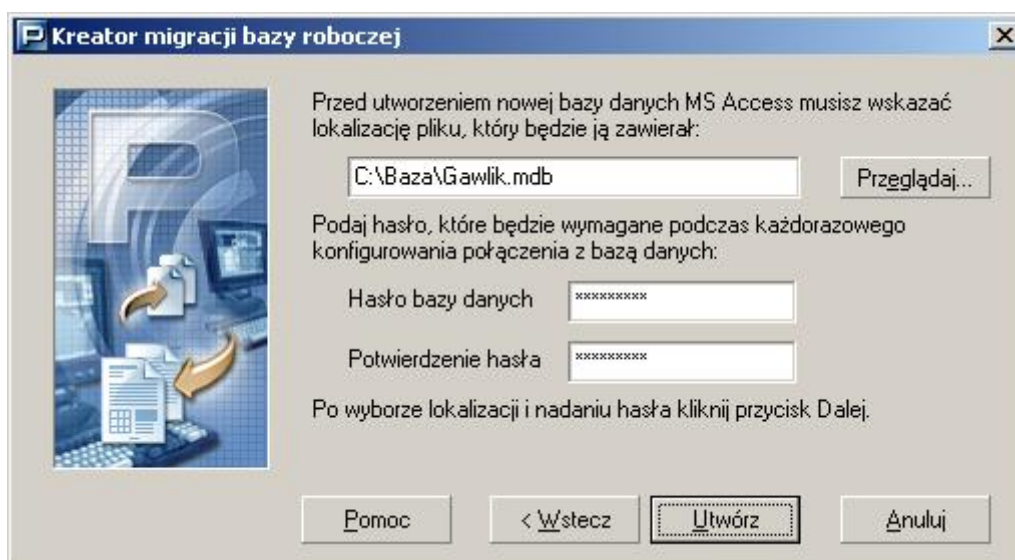 Kreator migracji bazy roboczej
Przed utworzeniem nowej bazy danych MS Access musisz wskazać
lokalizację pliku, który będzie ją zawierał:
C:\Baza\Gawlik.mdb
Przeglądaj...
Podaj hasło, które będzie wymagane podczas każdorazowego
konfigurowania połączenia z bazą danych:
Hasło bazy danych
*********
Potwierdzenie hasła
*********
Po wyborze lokalizacji i nadaniu hasła kliknij przycisk Dalej.
Pomoc
< Wstecz
Utwórz
Anuluj